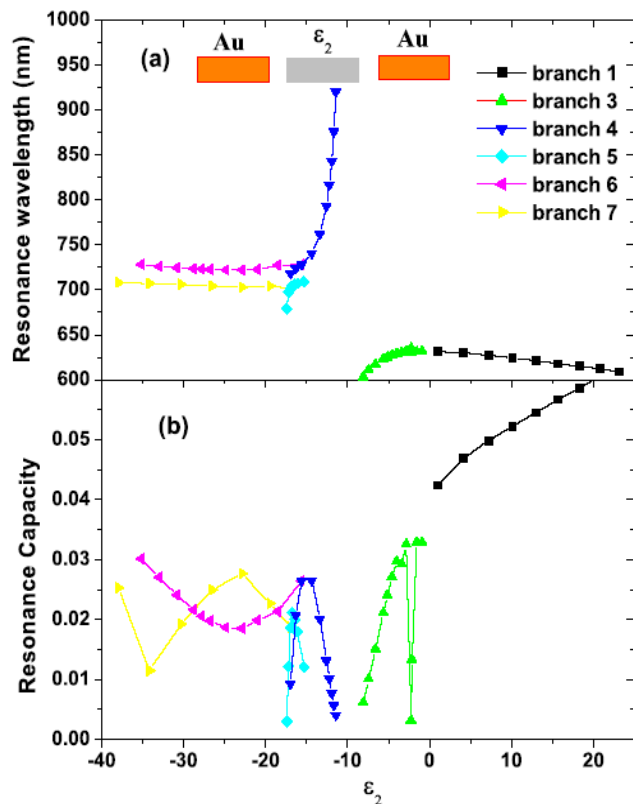 1000
950
900
850
800
750
700
650
600
Resonance wavelength (nm)
(a)
Au
ε2
Au
branch 1
branch 3
branch 4
branch 5
branch 6
branch 7
0.05
0.04
0.03
0.02
0.01
0.00
Resonance Capacity
(b)
-40
-30
-20
-10
0
10
20
ε2